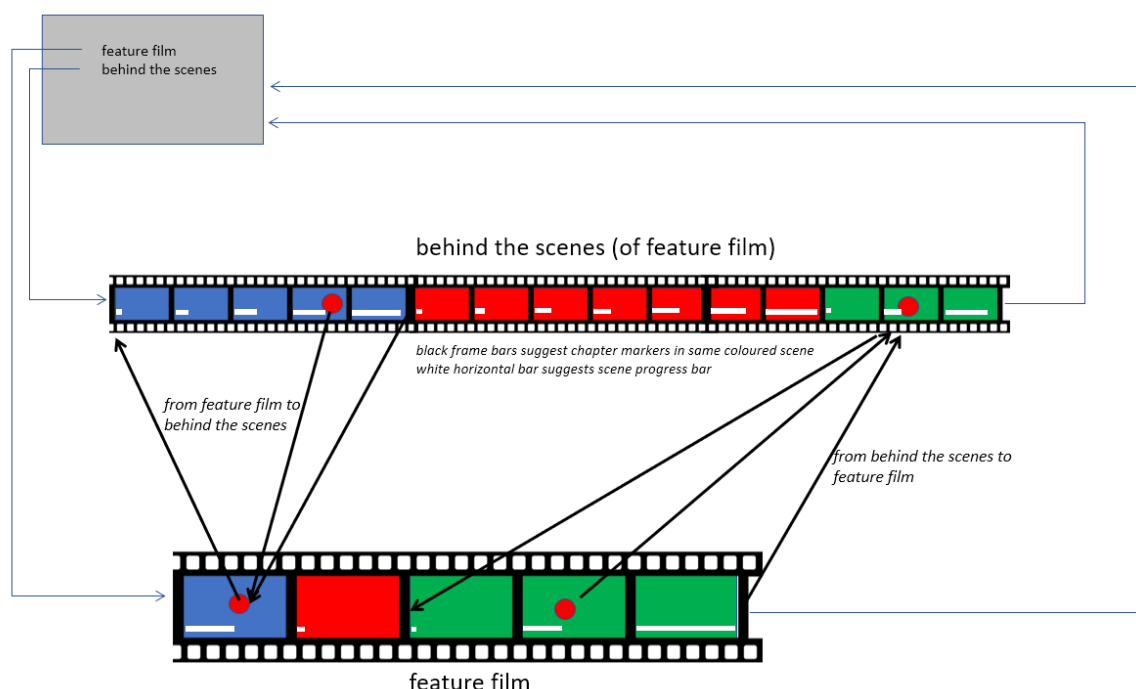 feature film
behind the scenes
behind the scenes (of feature film)
black frame bars suggest chapter markers in same coloured scene
white horizontal bar suggests scene progress bar
from feature film to
behind the scenes
from behind the scenes to
feature film
feature film